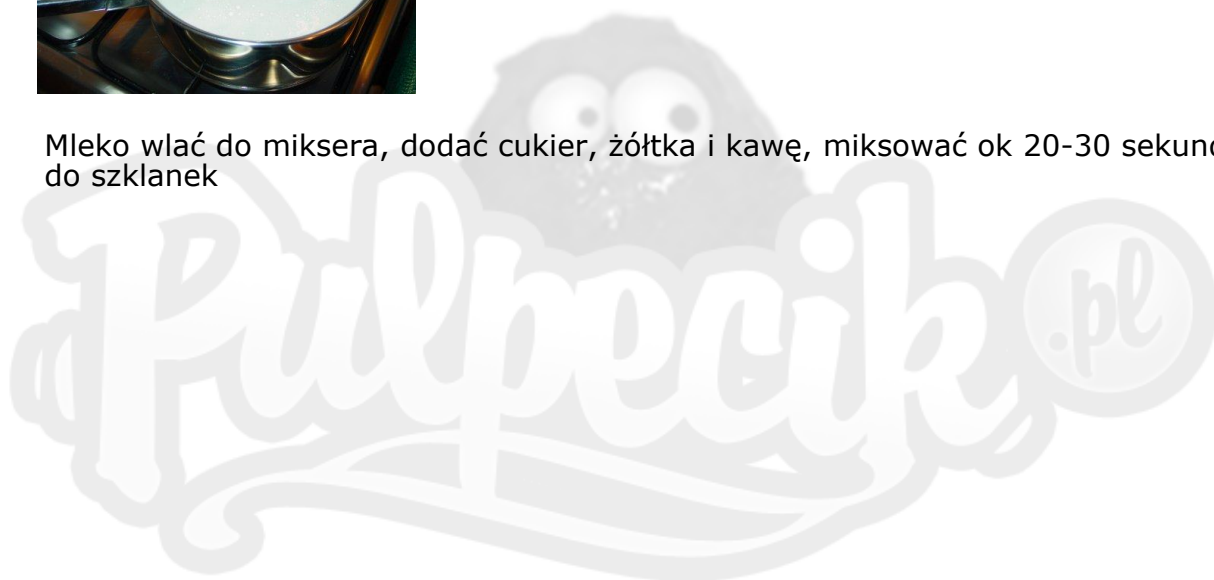 Mleko wlać do miksera, dodać cukier, żółtka i kawę, miksować ok 20-30
do szklanek
Pulpecik .pl